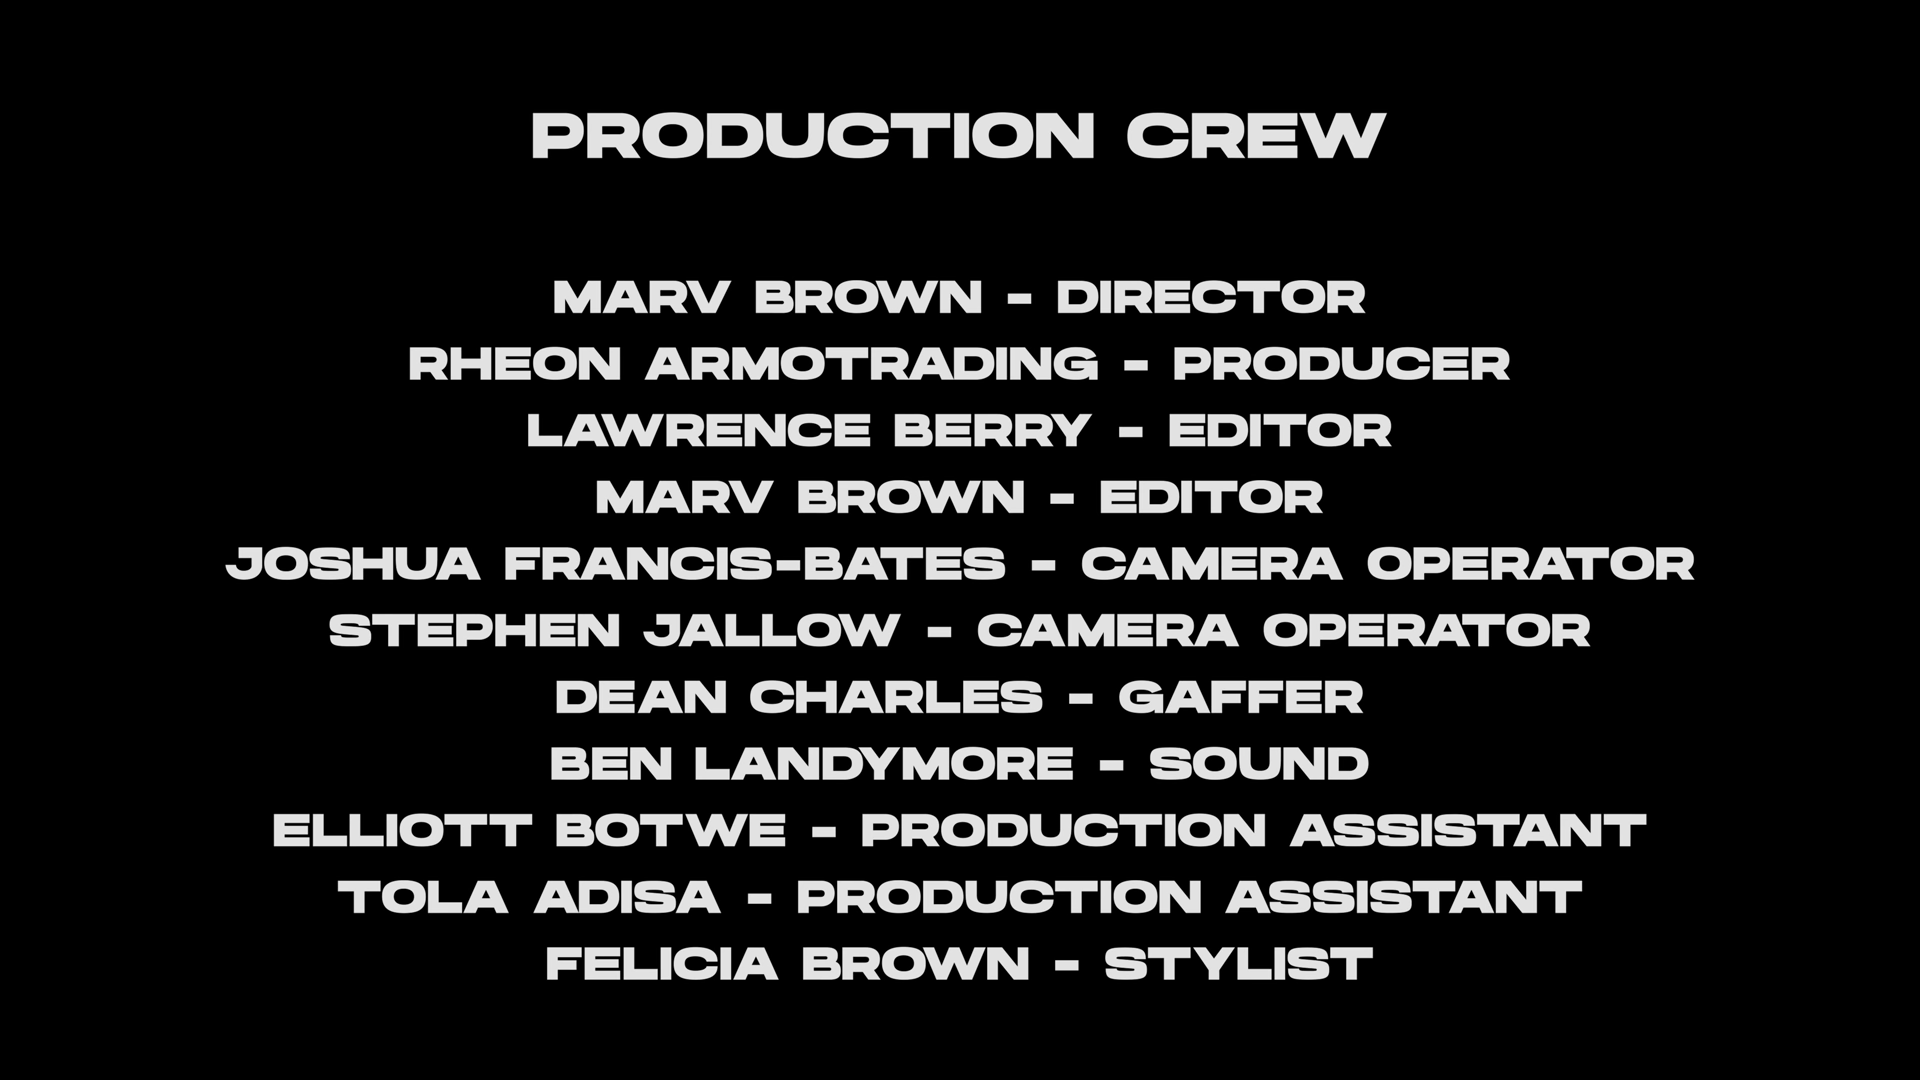 PRODUCTION CREW
MARV BROWN - DIRECTOR
RHEON ARMOTRADING - PRODUCER
LAWRENCE BERRY - EDITOR
MARV BROWN - EDITOR
JOSHUA FRANCIS-BATES - CAMERA OPERATOR
STEPHEN JALLOW - CAMERA OPERATOR
DEAN CHARLES - GAFFER
BEN LANDYMORE - SOUND
ELLIOTT BOTWE - PRODUCTION ASSISTANT
TOLA ADISA - PRODUCTION ASSISTANT
FELICIA BROWN - STYLIST